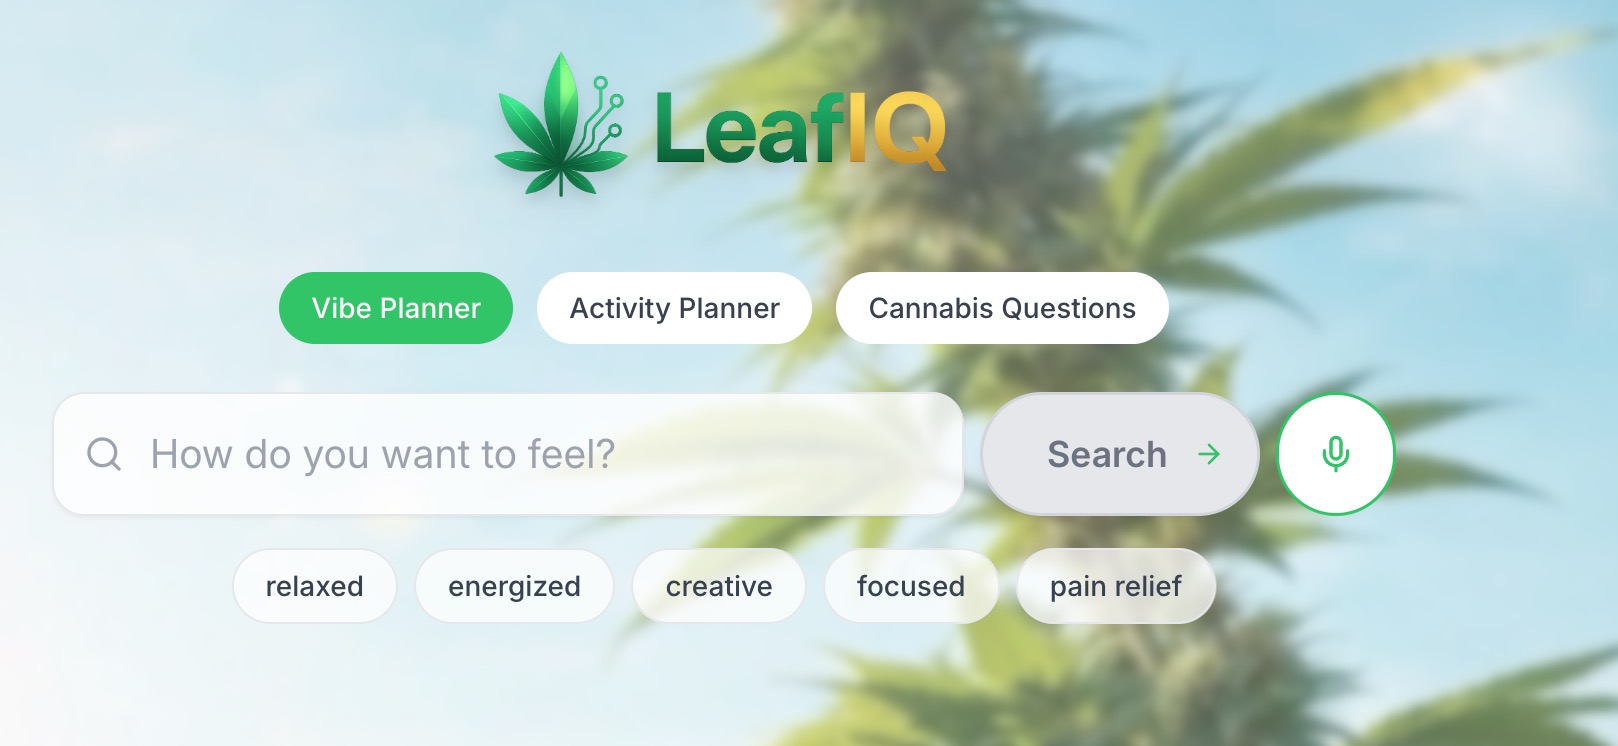 LeafIQ
Vibe Planner Activity Planner Cannabis Questions
How do you want to feel? Search
relaxed energized creative focused pain relief